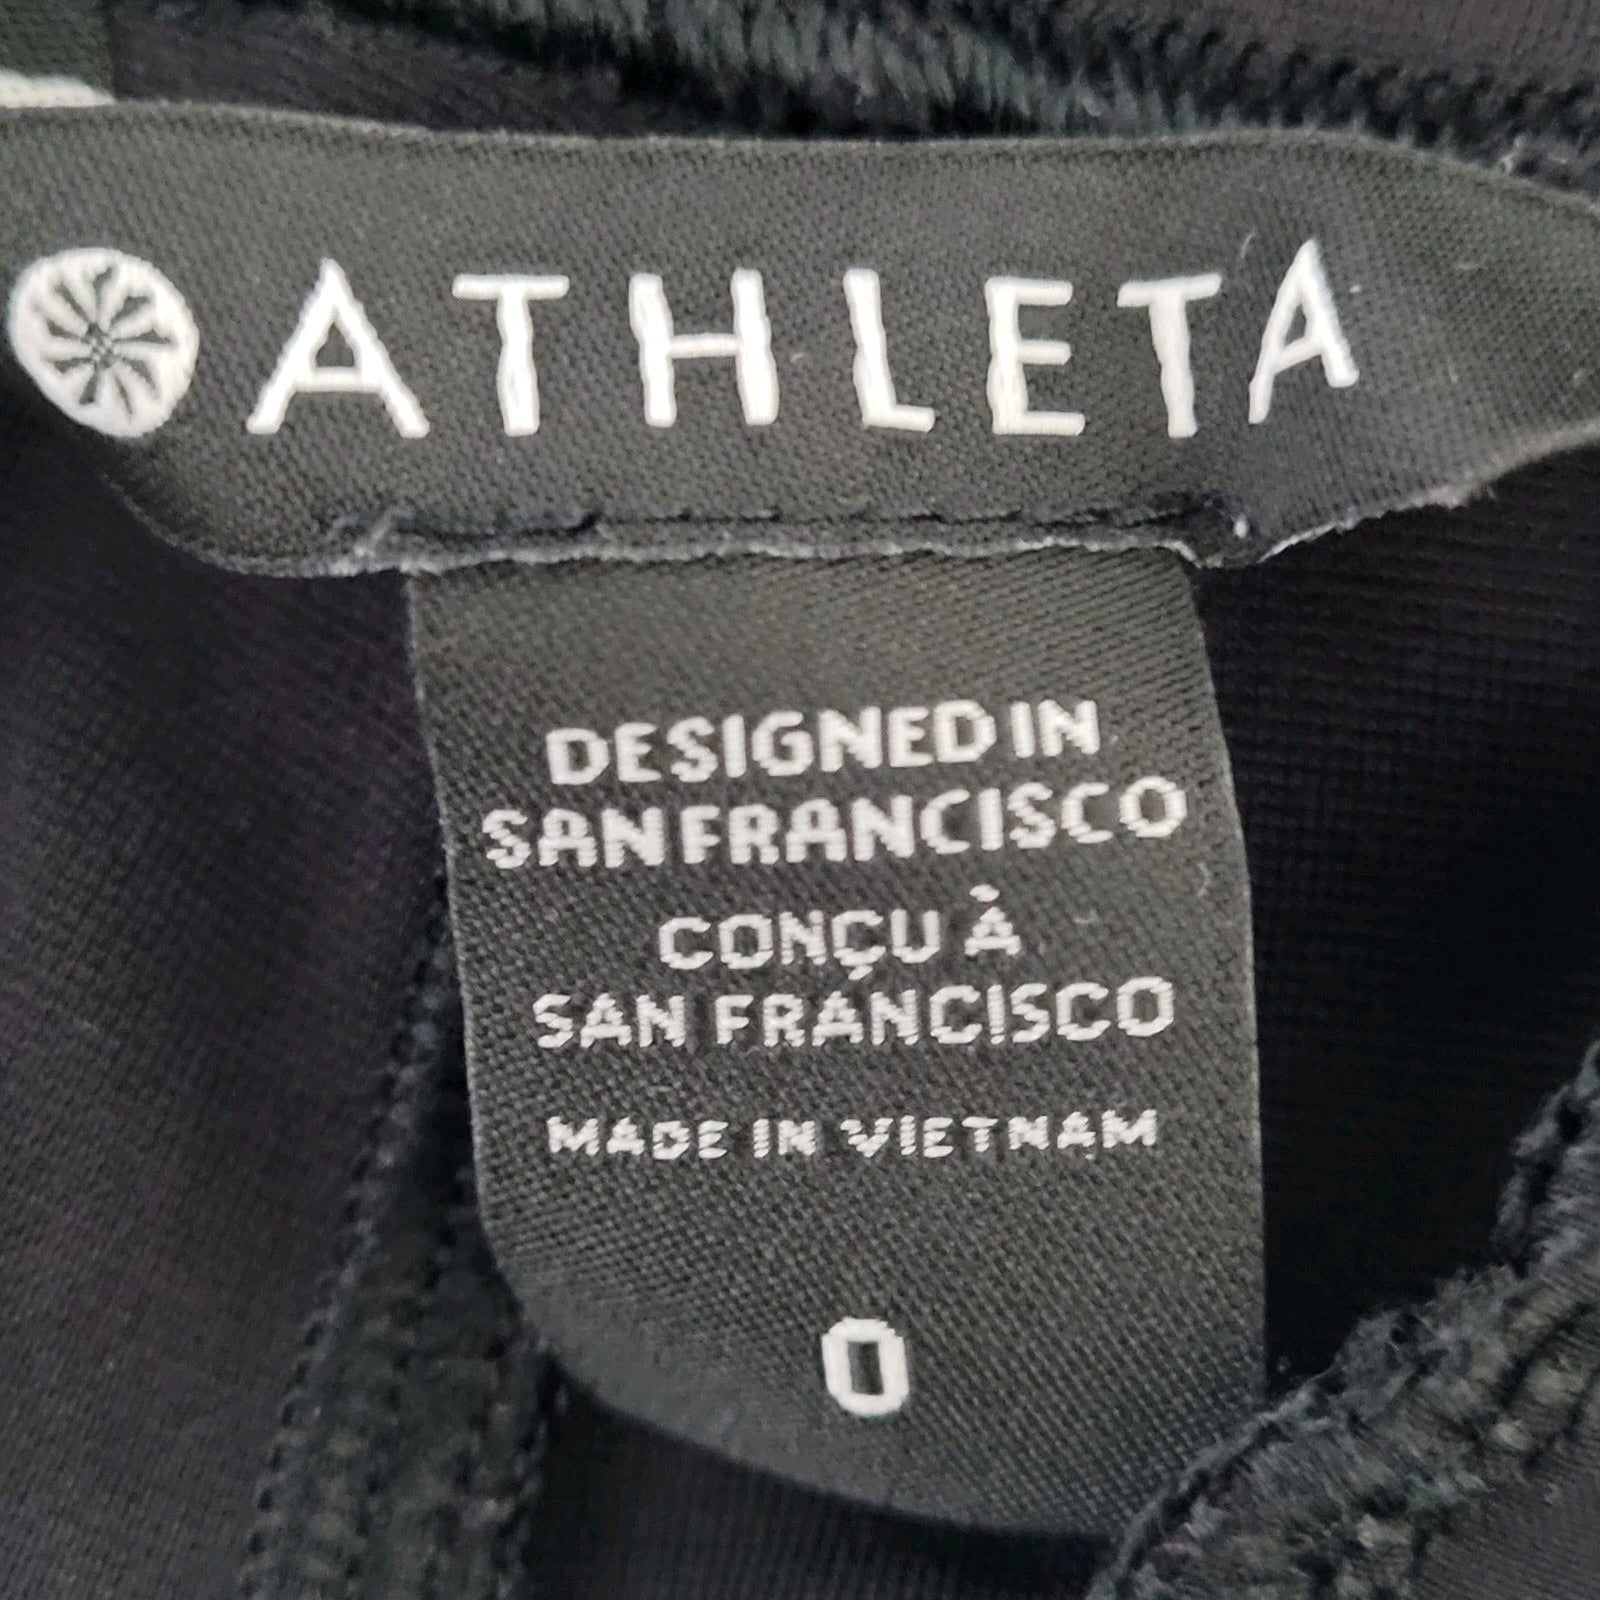 ATHLETA
DESIGNED IN
SAN FRANCISCO
CONÇU À
SAN FRANCISCO
MADE IN VIETNAM
0